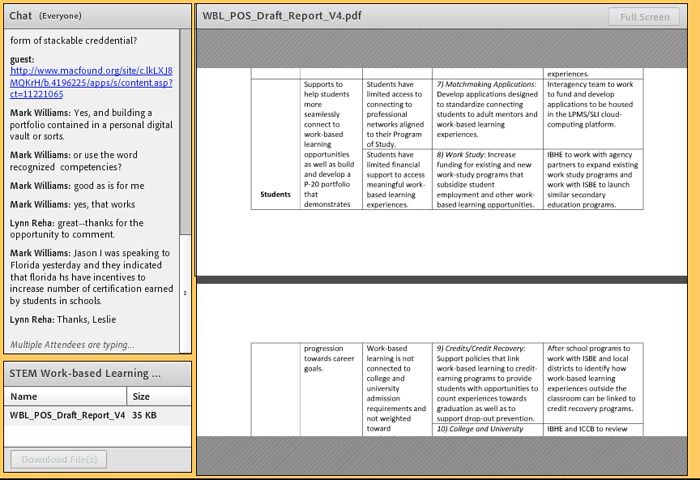 Chat (Everyone)
form of stackable creddential?
guest:
http://www.macfound.org/site/c.lkLXJ8
MQKrH/b.4196225/apps/s/content.asp?
ct=11221065
Mark Williams: Yes, and building a
portfolio contained in a personal digital
vault or sorts.
Mark Williams: or use the word
recognized competencies?
Mark Williams: good as is for me
Mark Williams: yes, that works
Lynn Reha: great--thanks for the
opportunity to comment.
Mark Williams: Jason I was speaking to
Florida yesterday and they indicated
that florida hs have incentives to
increase number of certification earned
by students in schools.
Lynn Reha: Thanks, Leslie
Multiple Attendees are typing...
STEM Work-based Learning ...
Name Size
WBL_POS_Draft_Report_V4 35 KB
Download File(s)
WBL_POS_Draft_Report_V4.pdf
Full Screen
experiences.
Students
Supports to
help students
more
seamlessly
connect to
work-based
learning
opportunities
as well as build
and develop a
P-20 portfolio
that
demonstrates
Students have
limited access to
connecting to
professional
networks aligned
to their Program
of Study.
7) Matchmaking Applications:
Develop applications designed
to standardize connecting
students to adult mentors and
work-based learning
experiences.
Interagency team to work
to fund and develop
applications to be housed
in the LPMS/SLI cloud-
computing platform.
Students have
limited financial
support to access
meaningful work-
based learning
experiences.
8) Work Study: Increase
funding for existing and new
work-study programs that
subsidize student
employment and other work-
based learning opportunities.
IBHE to work with agency
partners to expand existing
work study programs and
work with ISBE to launch
similar secondary
education programs.
progression
towards career
goals.
Work-based
learning is not
connected to
college and
university
admission
requirements and
not weighted
toward
9) Credits/Credit Recovery:
Support policies that link
work-based learning to credit-
earning programs to provide
students with opportunities to
count experiences towards
graduation as well as to
support drop-out prevention.
After school programs to
work with ISBE and local
districts to identify how
work-based learning
experiences outside the
classroom can be linked to
credit recovery programs.
10) College and University
IBHE and ICCB to review